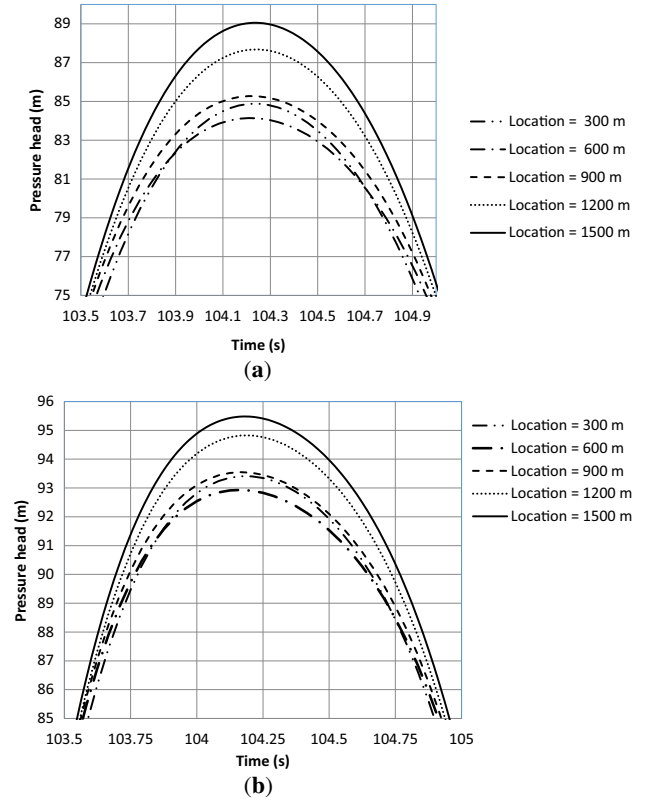 89
87
85
83
81
79
77
75
Pressure head (m)
103.5 103.7 103.9 104.1 104.3 104.5 104.7 104.9
Time (s)
Location = 300 m
Location = 600 m
Location = 900 m
Location = 1200 m
Location = 1500 m
(a)
96
95
94
93
92
91
90
89
88
87
86
85
Pressure head (m)
103.5 103.75 104 104.25 104.5 104.75 105
Time (s)
Location = 300 m
Location = 600 m
Location = 900 m
Location = 1200 m
Location = 1500 m
(b)